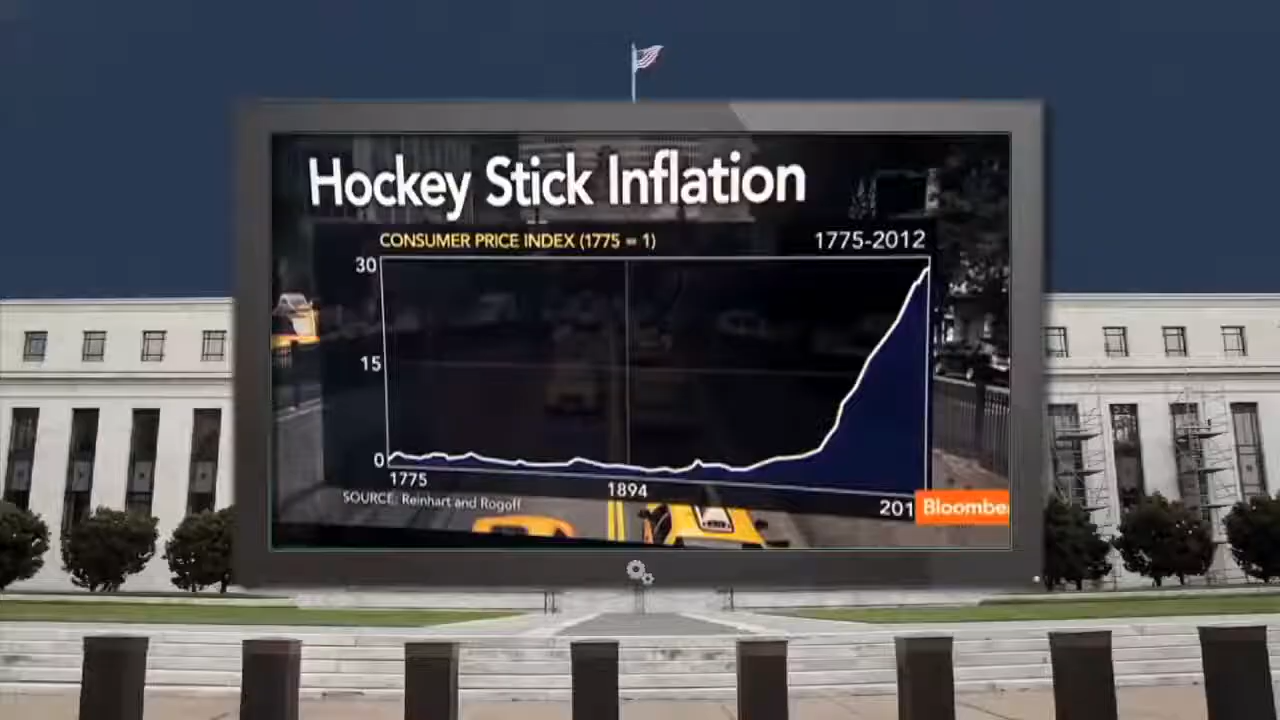 Hockey Stick Inflation
CONSUMER PRICE INDEX (1775 = 1)
1775-2012
30
15
0
1775
1894
201
SOURCE: Reinhart and Rogoff
Bloombe